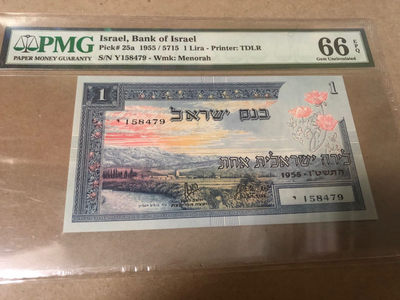 PMG
PAPER MONEY GUARANTY
Israel, Bank of Israel
Pick# 25a 1955 / 5715 1 Lira - Printer: TDLR
S/N Y158479 - Wmk: Menorah
66 EPQ
Gem Uncirculated
1
1
בנק ישראל
י 158479
לירה ישראלית אחת
התשט"ו - 1955
י 158479